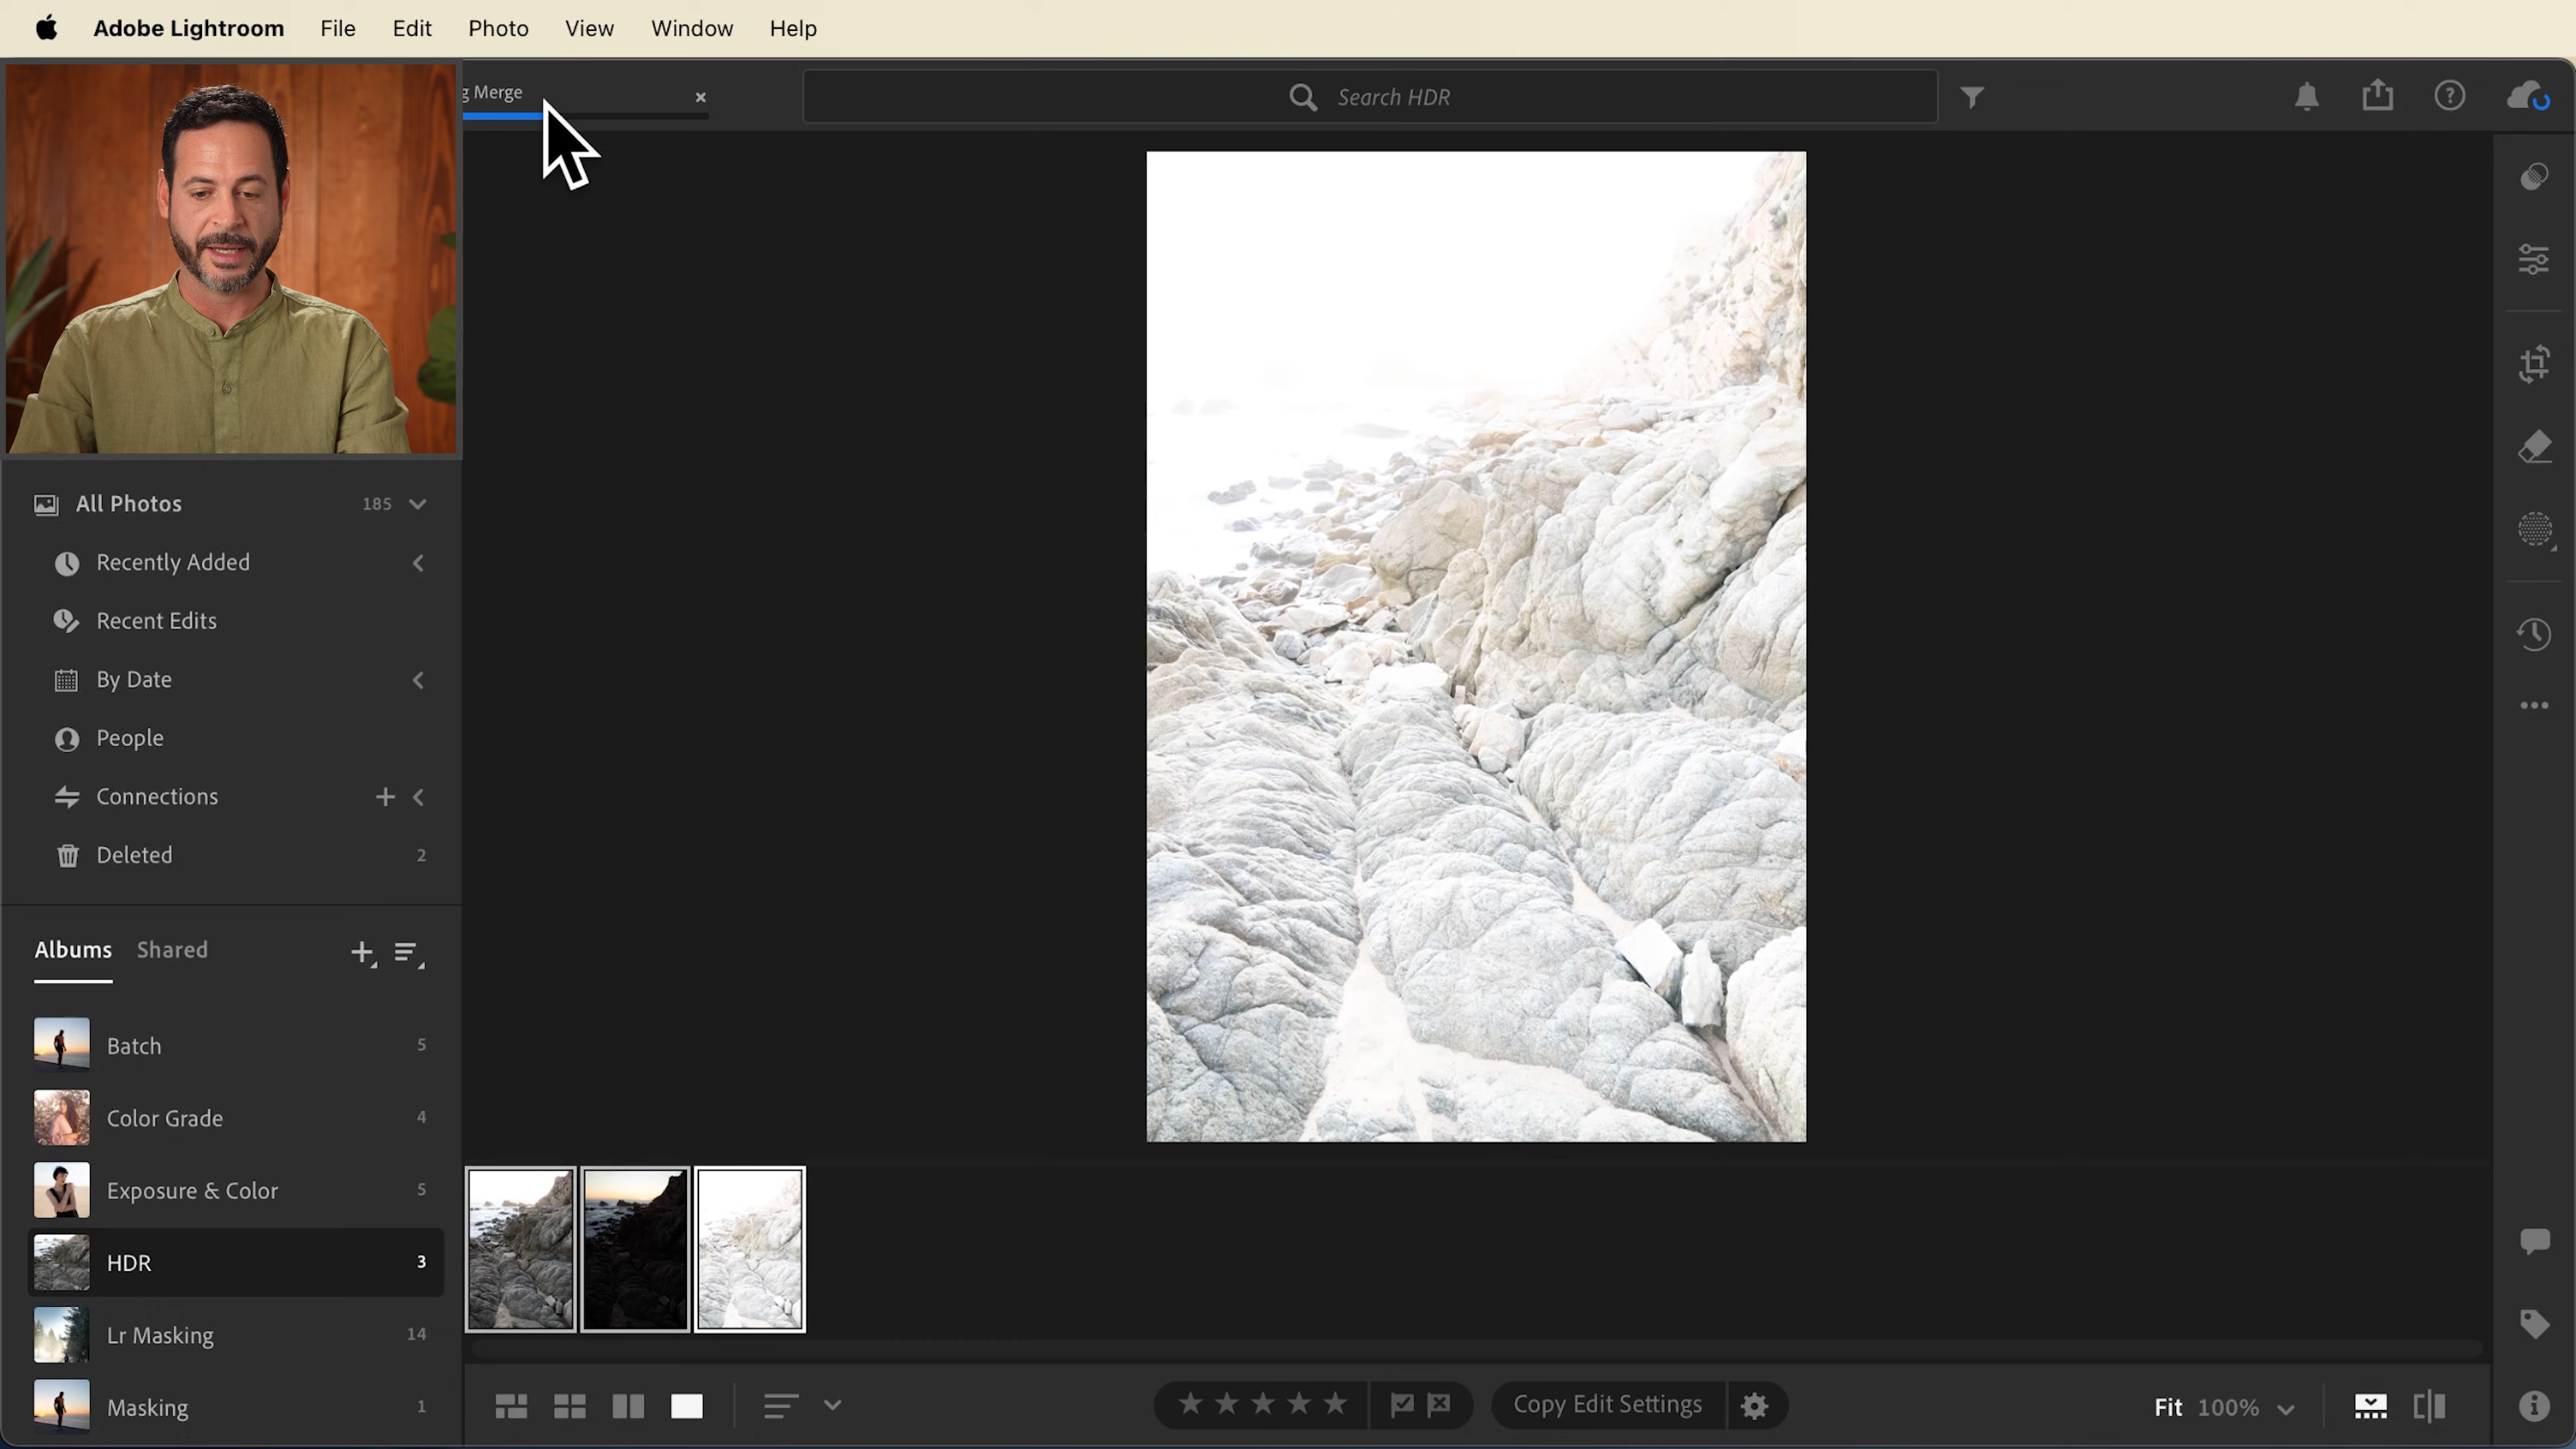 Adobe Lightroom File Edit Photo View Window Help
g Merge
Search HDR
All Photos 185
Recently Added
Recent Edits
By Date
People
Connections
Deleted 2
Albums Shared
Batch 5
Color Grade 4
Exposure & Color 5
HDR 3
Lr Masking 14
Masking 1
Copy Edit Settings
Fit 100%